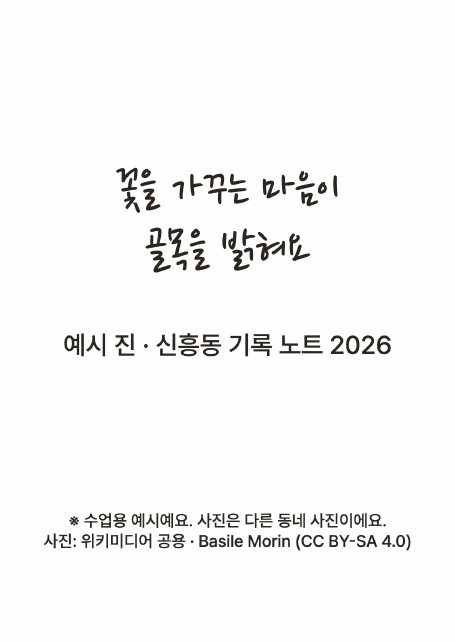 꽃을 가꾸는 마음이
골목을 밝혀요
예시 진 · 신흥동 기록 노트 2026
※ 수업용 예시예요. 사진은 다른 동네 사진이에요.
사진: 위키미디어 공용 · Basile Morin (CC BY-SA 4.0)